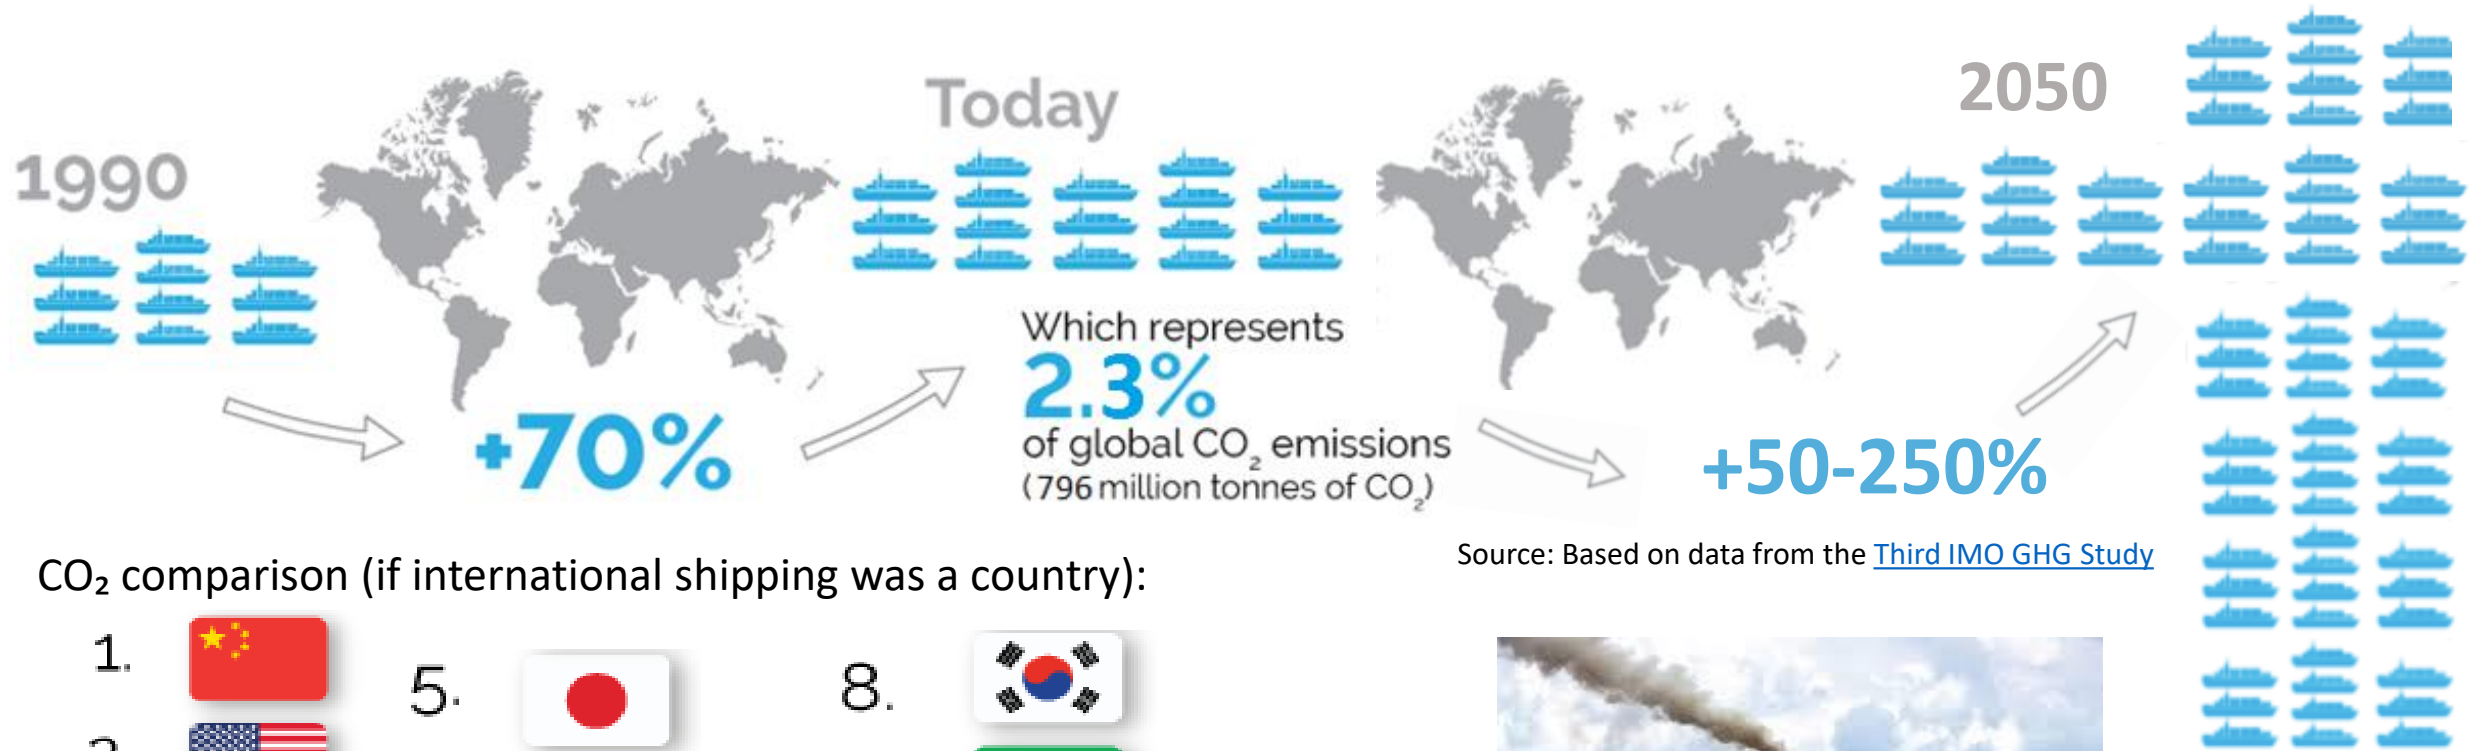 1990
+70%
Today
Which represents
2.3%
of global CO₂ emissions
(796 million tonnes of CO₂)
2050
+50-250%
Source: Based on data from the Third IMO GHG Study
CO₂ comparison (if international shipping was a country):
1.
5.
8.